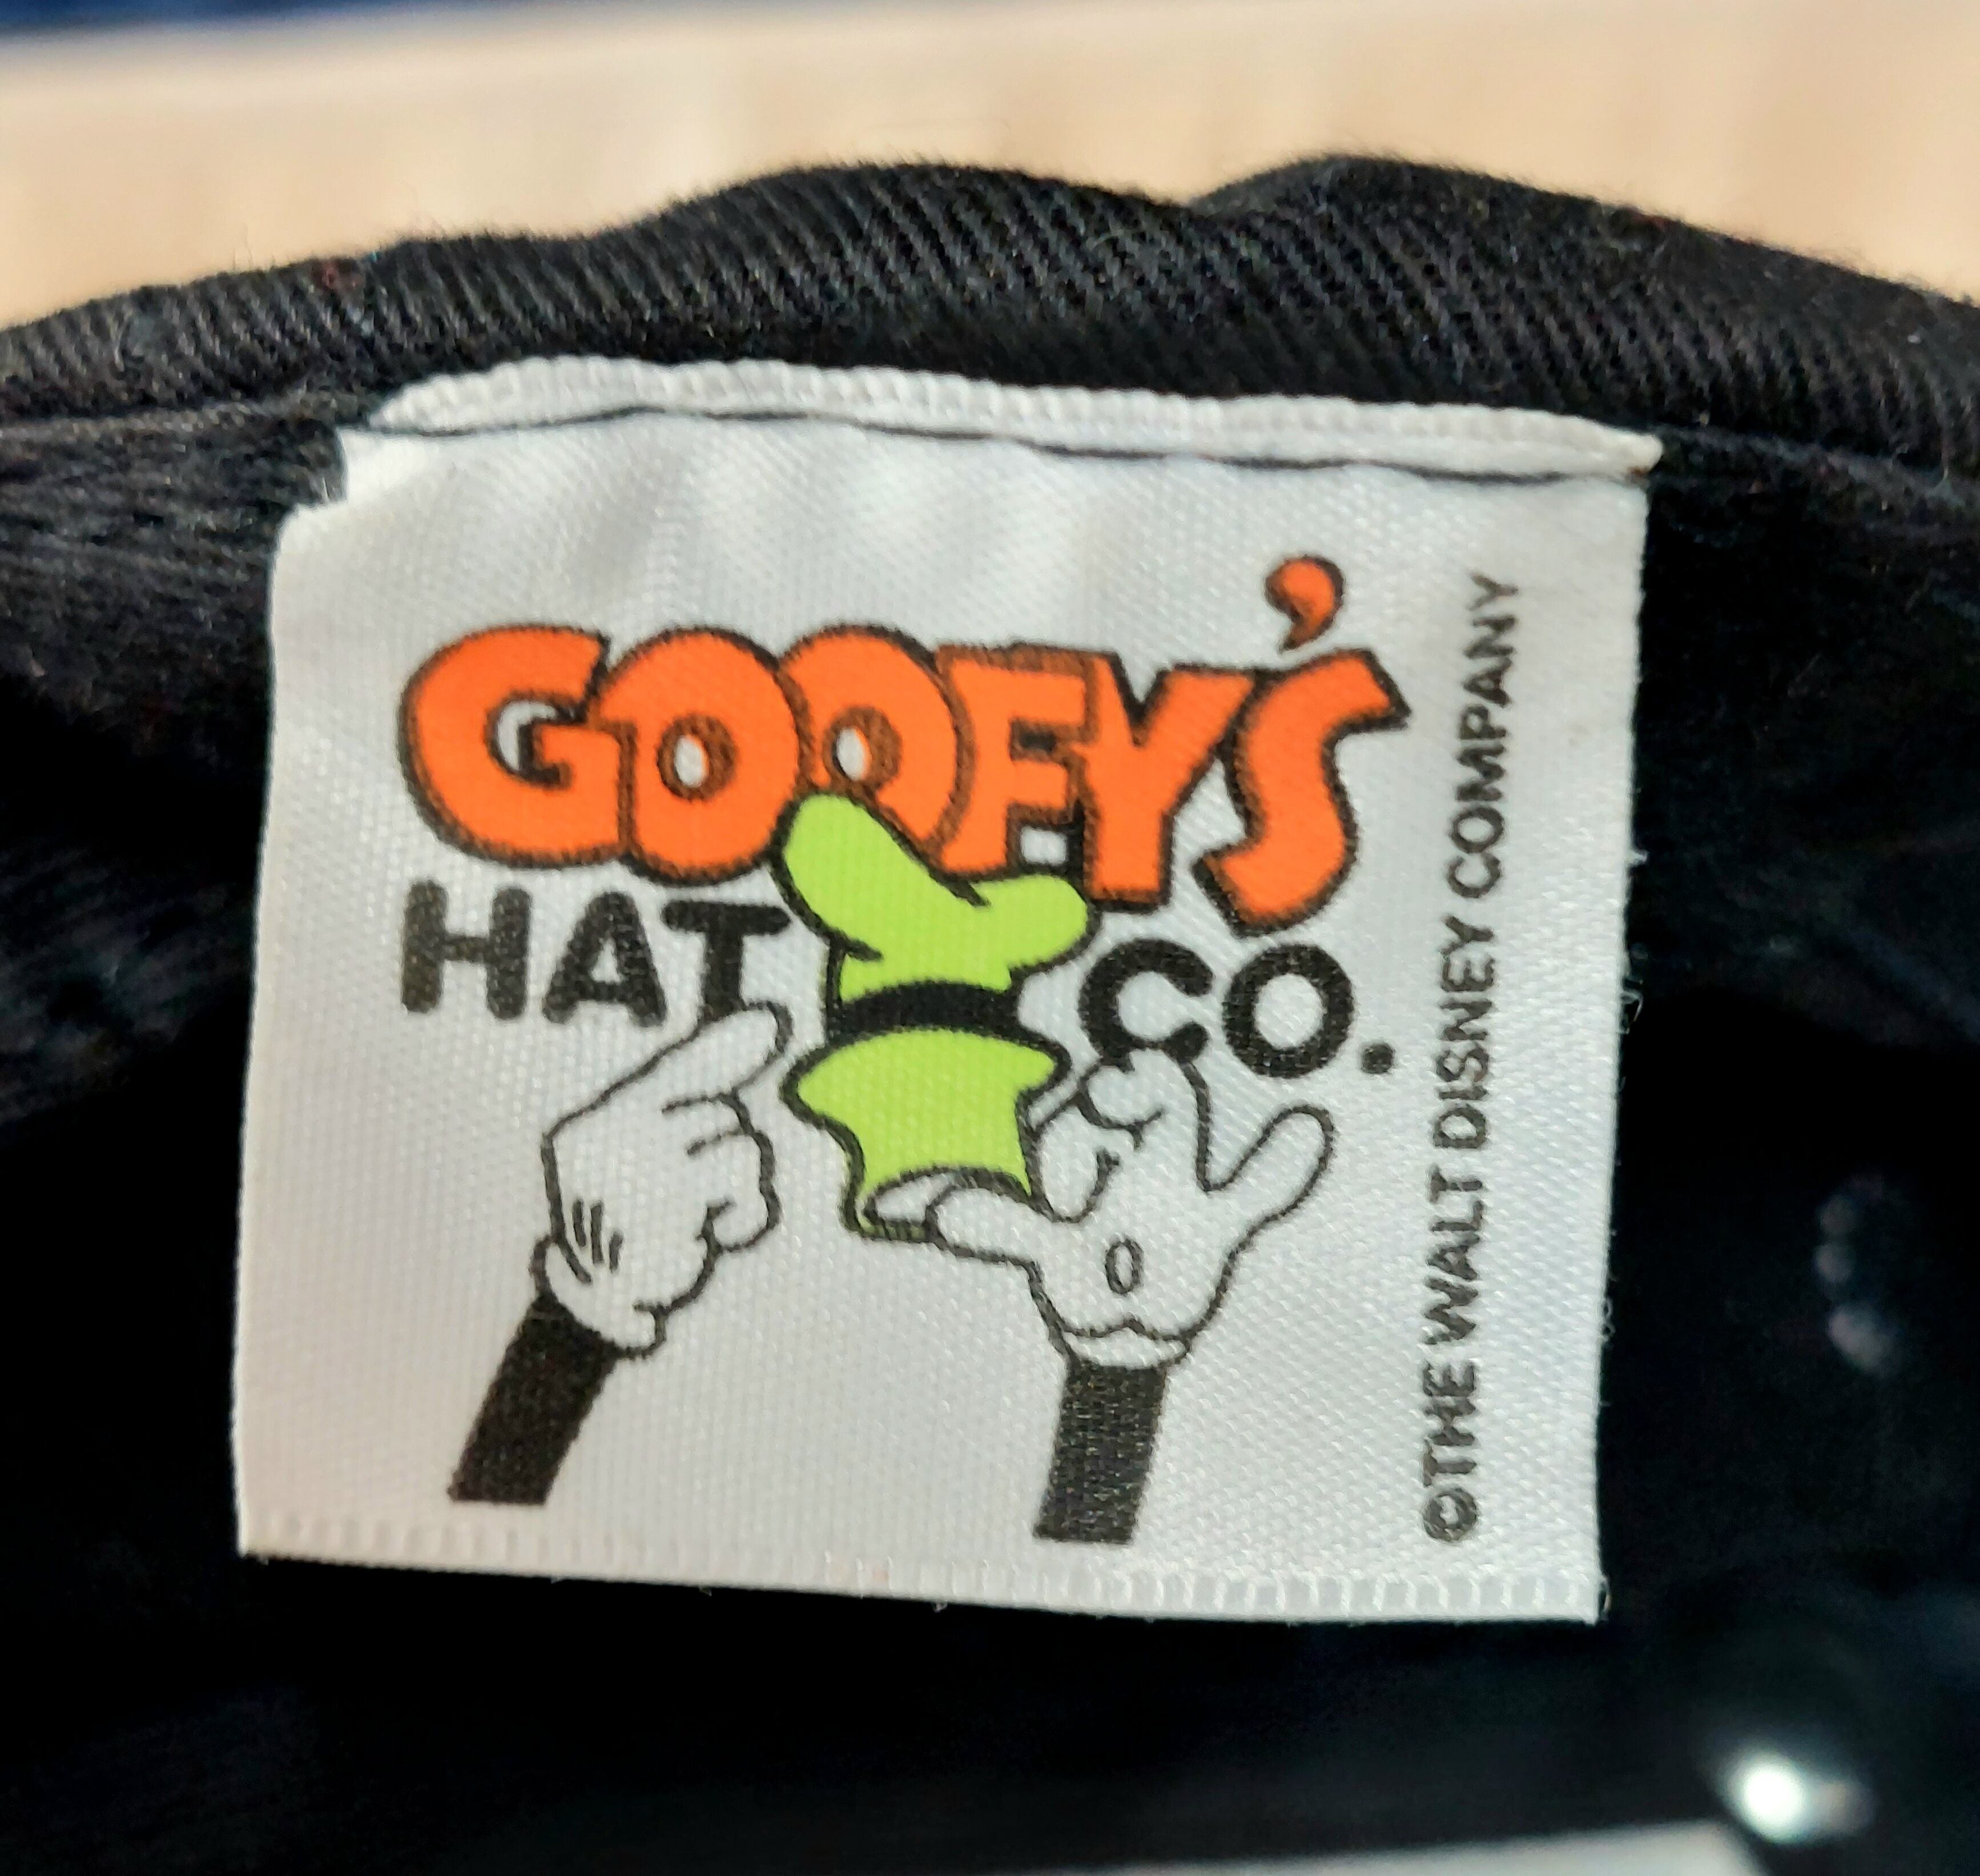 GOOFY'S
HAT CO.
©THE WALT DISNEY COMPANY